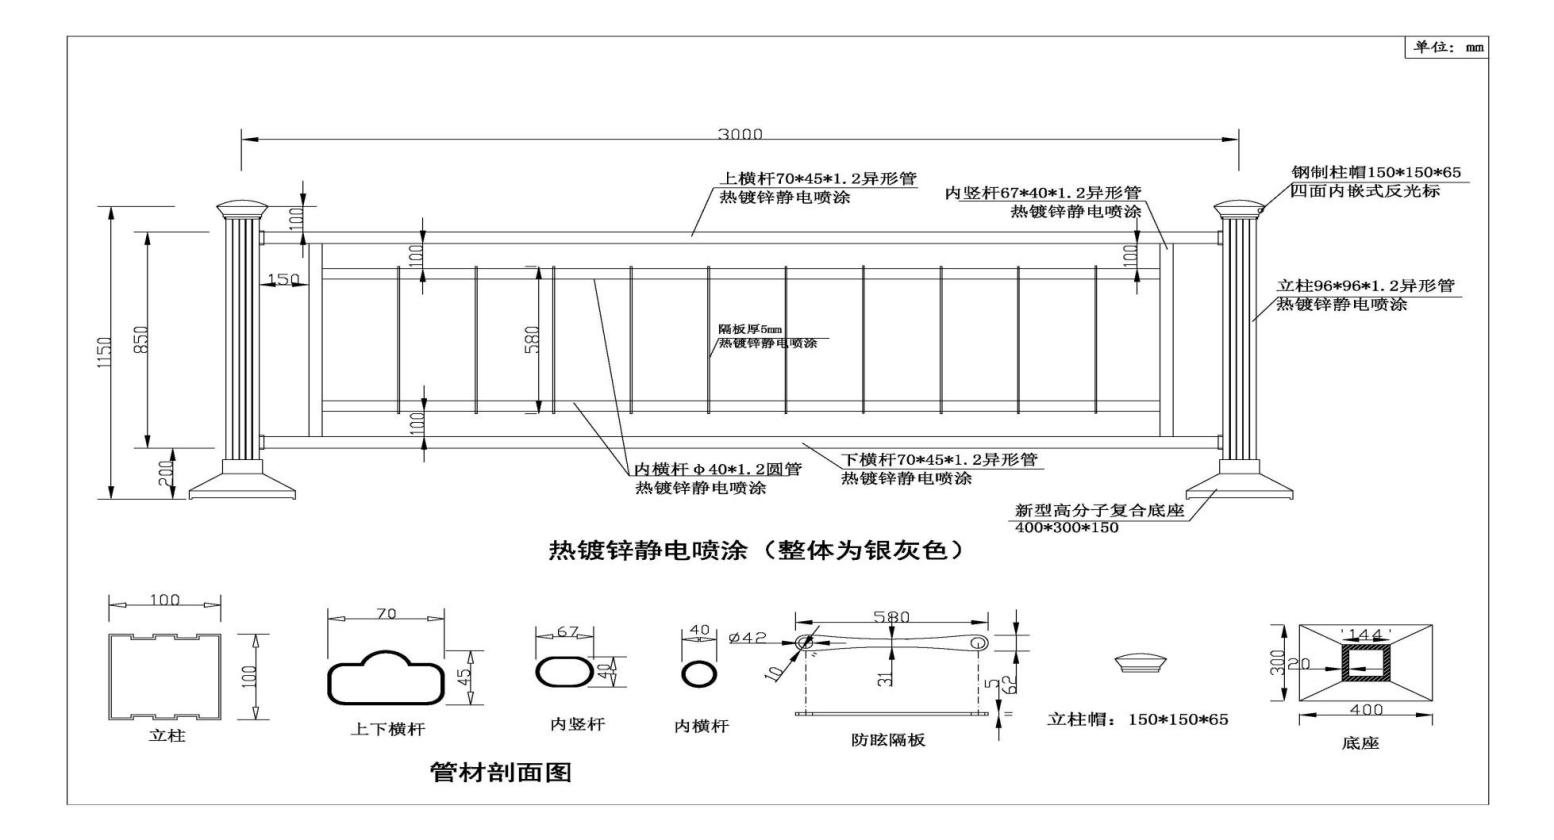 单位：mm
3000
上横杆70*45*1.2异形管
热镀锌静电喷涂
内竖杆67*40*1.2异形管
热镀锌静电喷涂
钢制柱帽150*150*65
四面内嵌式反光标
100
100
100
150
立柱96*96*1.2异形管
热镀锌静电喷涂
1150
850
580
隔板厚5mm
热镀锌静电喷涂
100
200
内横杆φ40*1.2圆管
热镀锌静电喷涂
下横杆70*45*1.2异形管
热镀锌静电喷涂
新型高分子复合底座
400*300*150
热镀锌静电喷涂（整体为银灰色）
100
100
立柱
70
45
上下横杆
67
40
内竖杆
40
内横杆
580
Ø42
10
31
5
62
防眩隔板
立柱帽：150*150*65
144
300
20
400
底座
管材剖面图